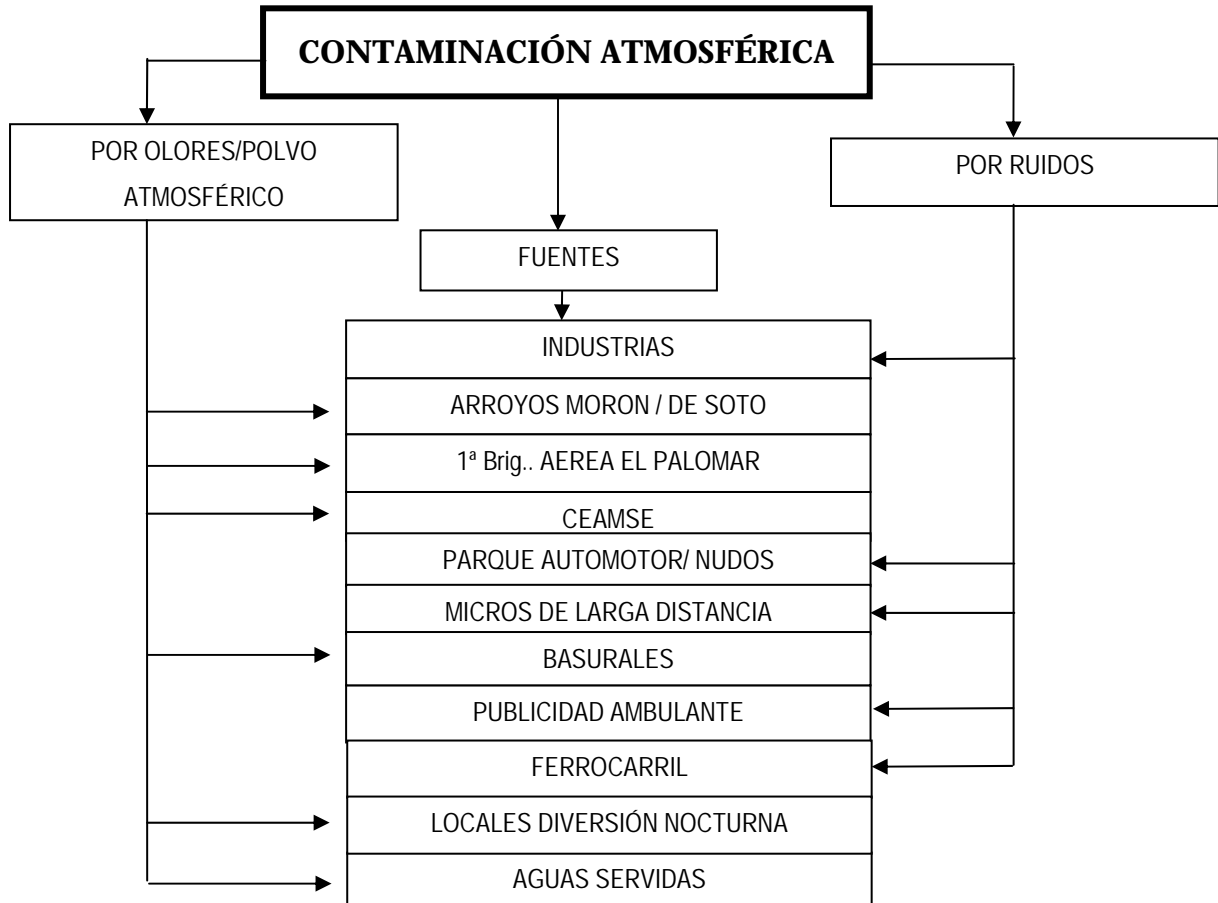 CONTAMINACIÓN ATMOSFÉRICA
POR OLORES/POLVO
ATMOSFÉRICO
POR RUIDOS
FUENTES
INDUSTRIAS
ARROYOS MORON / DE SOTO
1ª Brig.. AEREA EL PALOMAR
CEAMSE
PARQUE AUTOMOTOR/ NUDOS
MICROS DE LARGA DISTANCIA
BASURALES
PUBLICIDAD AMBULANTE
FERROCARRIL
LOCALES DIVERSIÓN NOCTURNA
AGUAS SERVIDAS